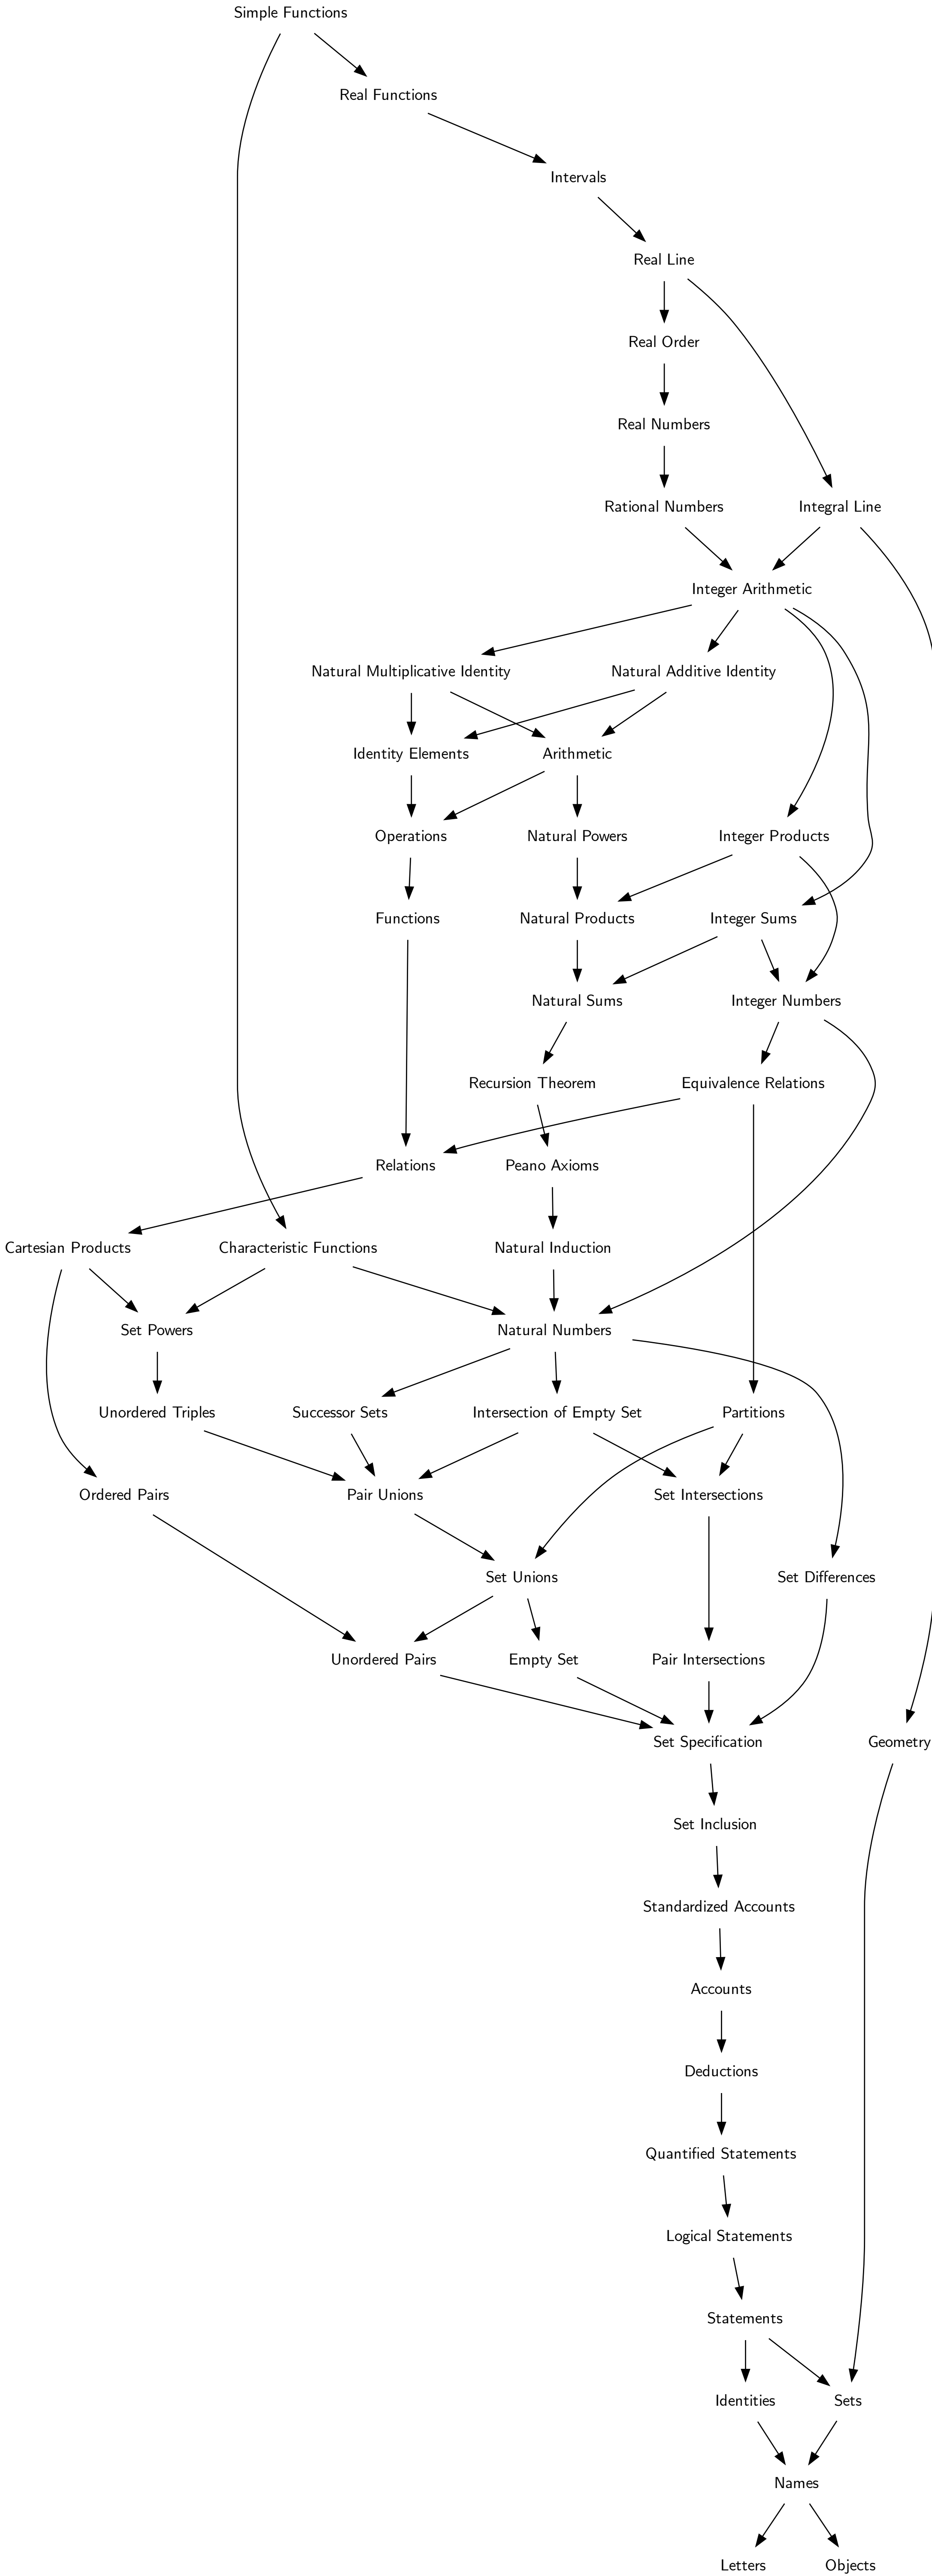 Simple Functions
Real Functions
Intervals
Real Line
Real Order
Real Numbers
Rational Numbers
Integral Line
Integer Arithmetic
Natural Multiplicative Identity
Natural Additive Identity
Identity Elements
Arithmetic
Operations
Natural Powers
Integer Products
Functions
Natural Products
Integer Sums
Natural Sums
Integer Numbers
Recursion Theorem
Equivalence Relations
Relations
Peano Axioms
Cartesian Products
Characteristic Functions
Natural Induction
Set Powers
Natural Numbers
Unordered Triples
Successor Sets
Intersection of Empty Set
Partitions
Ordered Pairs
Pair Unions
Set Intersections
Set Unions
Set Differences
Unordered Pairs
Empty Set
Pair Intersections
Set Specification
Geometry
Set Inclusion
Standardized Accounts
Accounts
Deductions
Quantified Statements
Logical Statements
Statements
Identities
Sets
Names
Letters
Objects